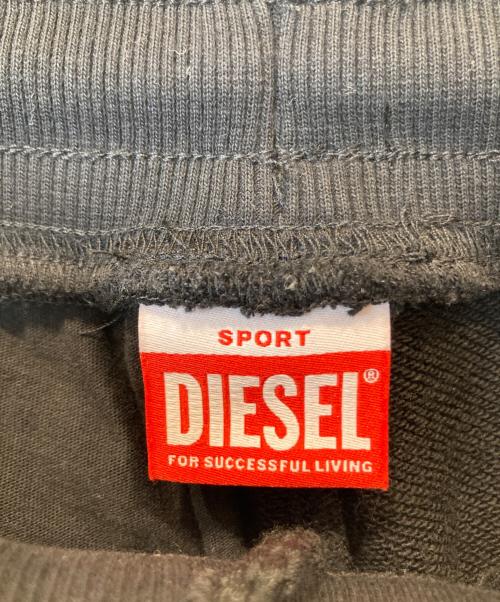 SPORT
DIESEL®
FOR SUCCESSFUL LIVING